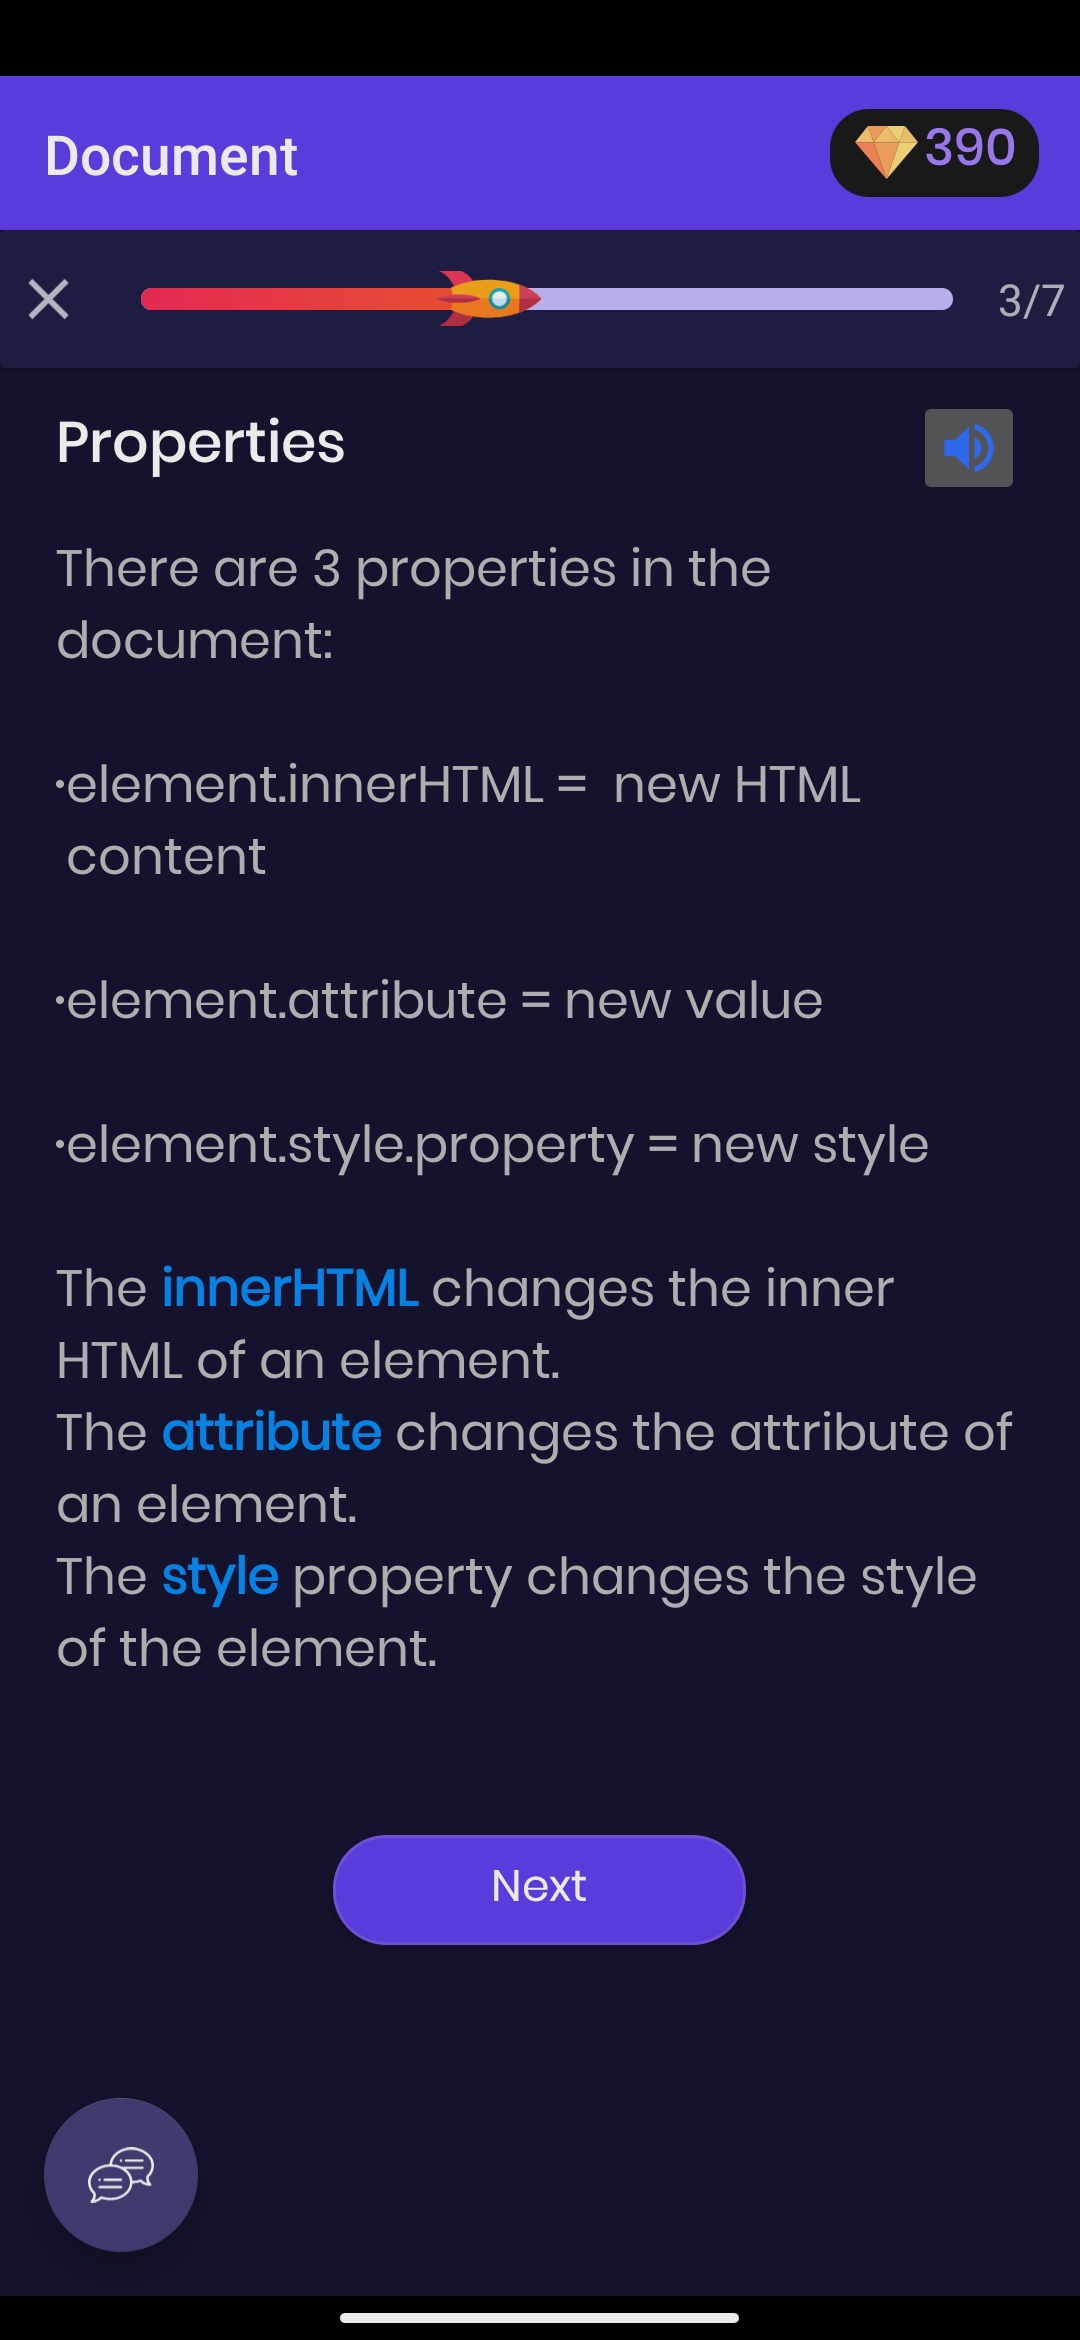 Document
390
3/7
Properties
There are 3 properties in the
document:
•element.innerHTML =  new HTML
content
•element.attribute = new value
•element.style.property = new style
The innerHTML changes the inner
HTML of an element.
The attribute changes the attribute of
an element.
The style property changes the style
of the element.
Next